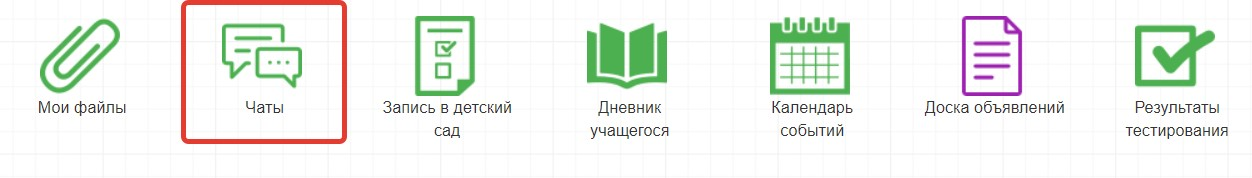 Мои файлы
Чаты
Запись в детский
сад
Дневник
учащегося
Календарь
событий
Доска объявлений
Результаты
тестирования